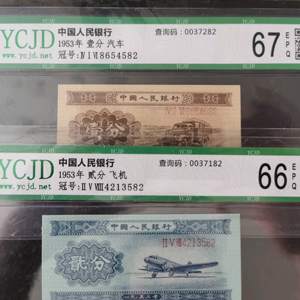 YCJD
www.ycjd.net
中国人民银行
1953年 壹分 汽车
冠号:ⅣⅠⅥ8654582
查询码:0037282
67
EPQ
中国人民银行
壹分
YCJD
www.ycjd.net
中国人民银行
1953年 贰分 飞机
冠号:ⅡⅤⅧ4213582
查询码:0037182
66
EPQ
中国人民银行
ⅡⅤⅧ4213582
贰分